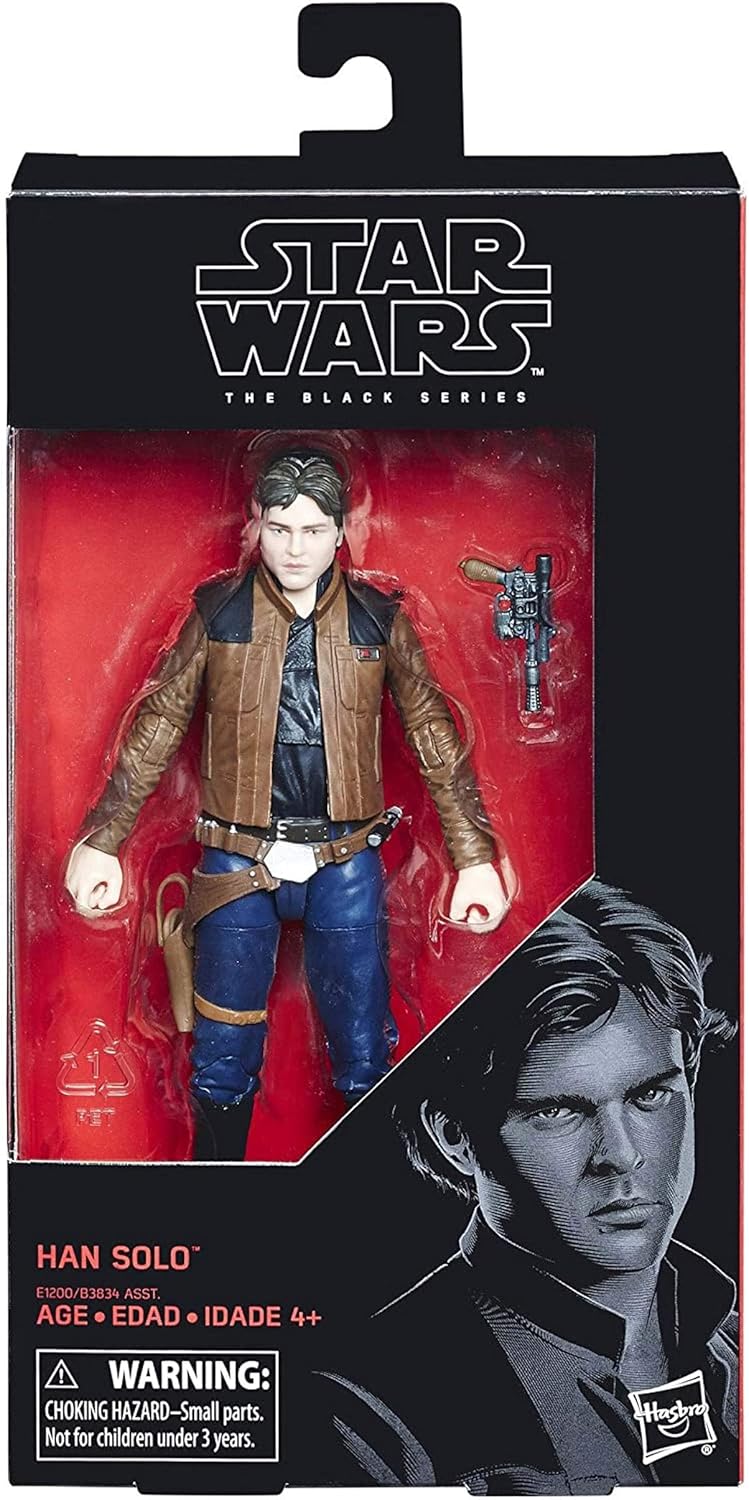 STAR
WARS™
THE BLACK SERIES
1
PET
HAN SOLO™
E1200/B3834 ASST.
AGE • EDAD • IDADE 4+
WARNING:
CHOKING HAZARD–Small parts.
Not for children under 3 years.
Hasbro®